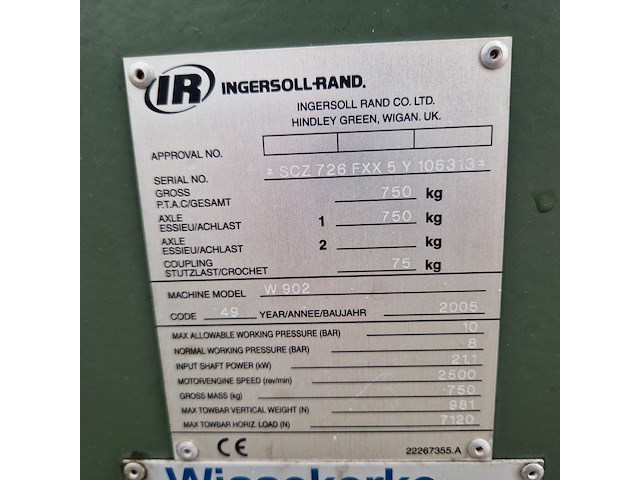 IR INGERSOLL-RAND.
INGERSOLL RAND CO. LTD.
HINDLEY GREEN, WIGAN. UK.
APPROVAL NO.
SERIAL NO. * SCZ 726 FXX 5 Y 106313 *
GROSS
P.T.A.C/GESAMT 750 kg
AXLE
ESSIEU/ACHLAST 1 750 kg
AXLE
ESSIEU/ACHLAST 2 kg
COUPLING
STUTZLAST/CROCHET 75 kg
MACHINE MODEL W 902
CODE 49 YEAR/ANNEE/BAUJAHR 2005
MAX ALLOWABLE WORKING PRESSURE (BAR) 10
NORMAL WORKING PRESSURE (BAR) 8
INPUT SHAFT POWER (kW) 21.1
MOTOR/ENGINE SPEED (rev/min) 2500
GROSS MASS (kg) 750
MAX TOWBAR VERTICAL WEIGHT (N) 981
MAX TOWBAR HORIZ. LOAD (N) 7120
CE 22267355.A
Wissekerke